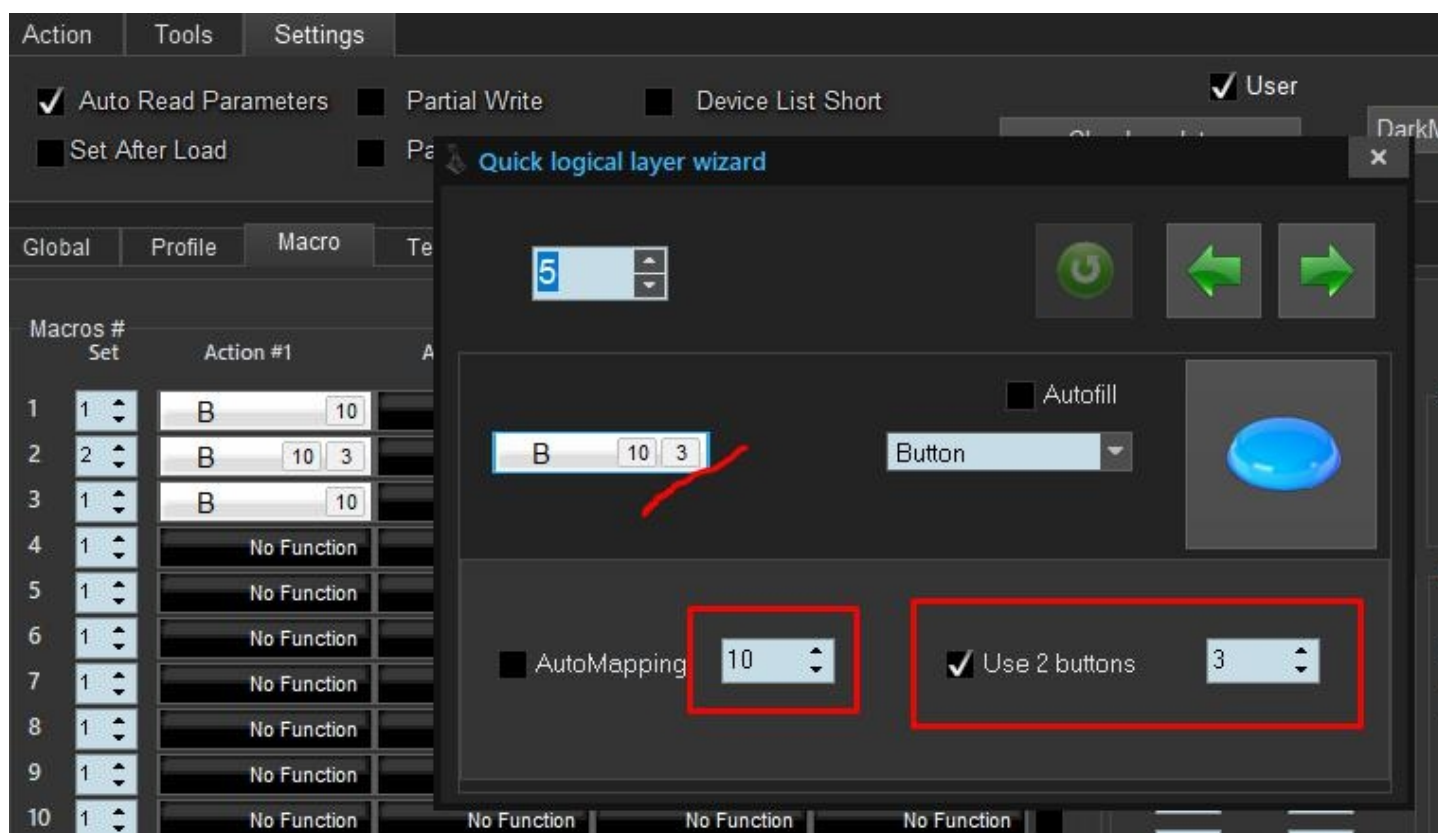 Action Tools Settings
Auto Read Parameters Partial Write Device List Short User
Set After Load
Quick logical layer wizard
Global Profile Macro
5
Macros #
Set Action #1
Autofill
1 1 B 10
2 2 B 10 3
B 10 3 Button
3 1 B 10
4 1 No Function
5 1 No Function
6 1 No Function
AutoMapping 10 Use 2 buttons 3
7 1 No Function
8 1 No Function
9 1 No Function
10 1 No Function No Function No Function No Function